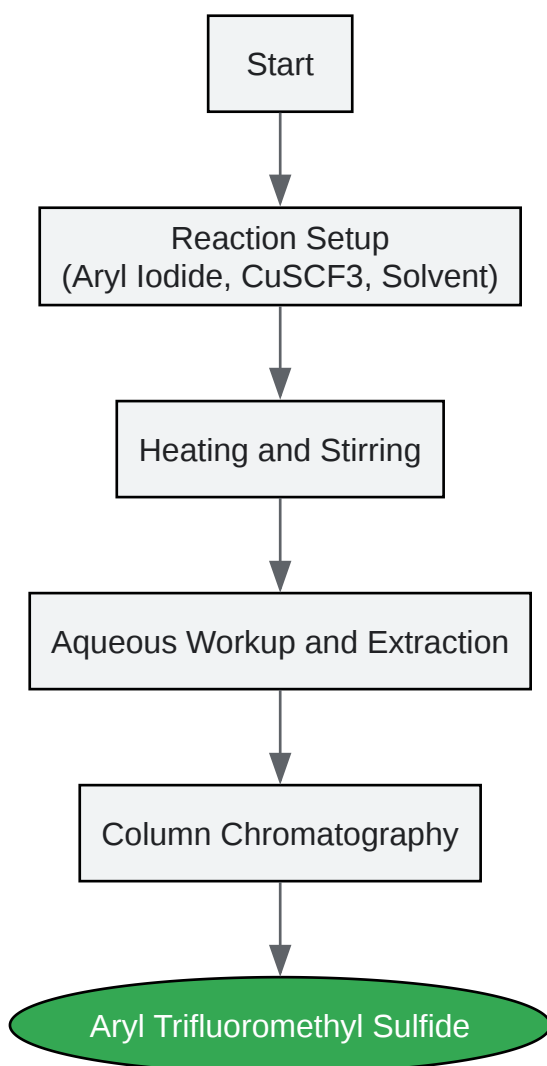 Start
Reaction Setup
(Aryl Iodide, CuSCF3, Solvent)
Heating and Stirring
Aqueous Workup and Extraction
Column Chromatography
Aryl Trifluoromethyl Sulfide